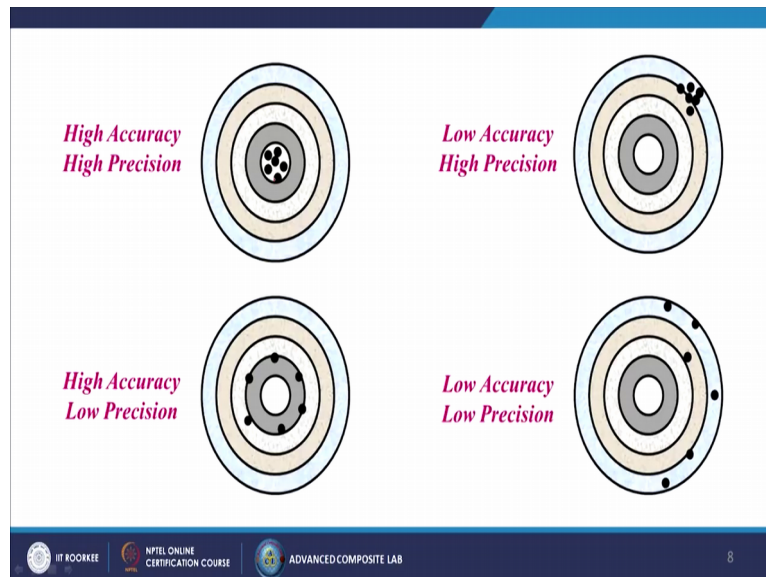 High Accuracy
High Precision
Low Accuracy
High Precision
High Accuracy
Low Precision
Low Accuracy
Low Precision
IIT ROORKEE
NPTEL ONLINE
CERTIFICATION COURSE
ADVANCED COMPOSITE LAB
8